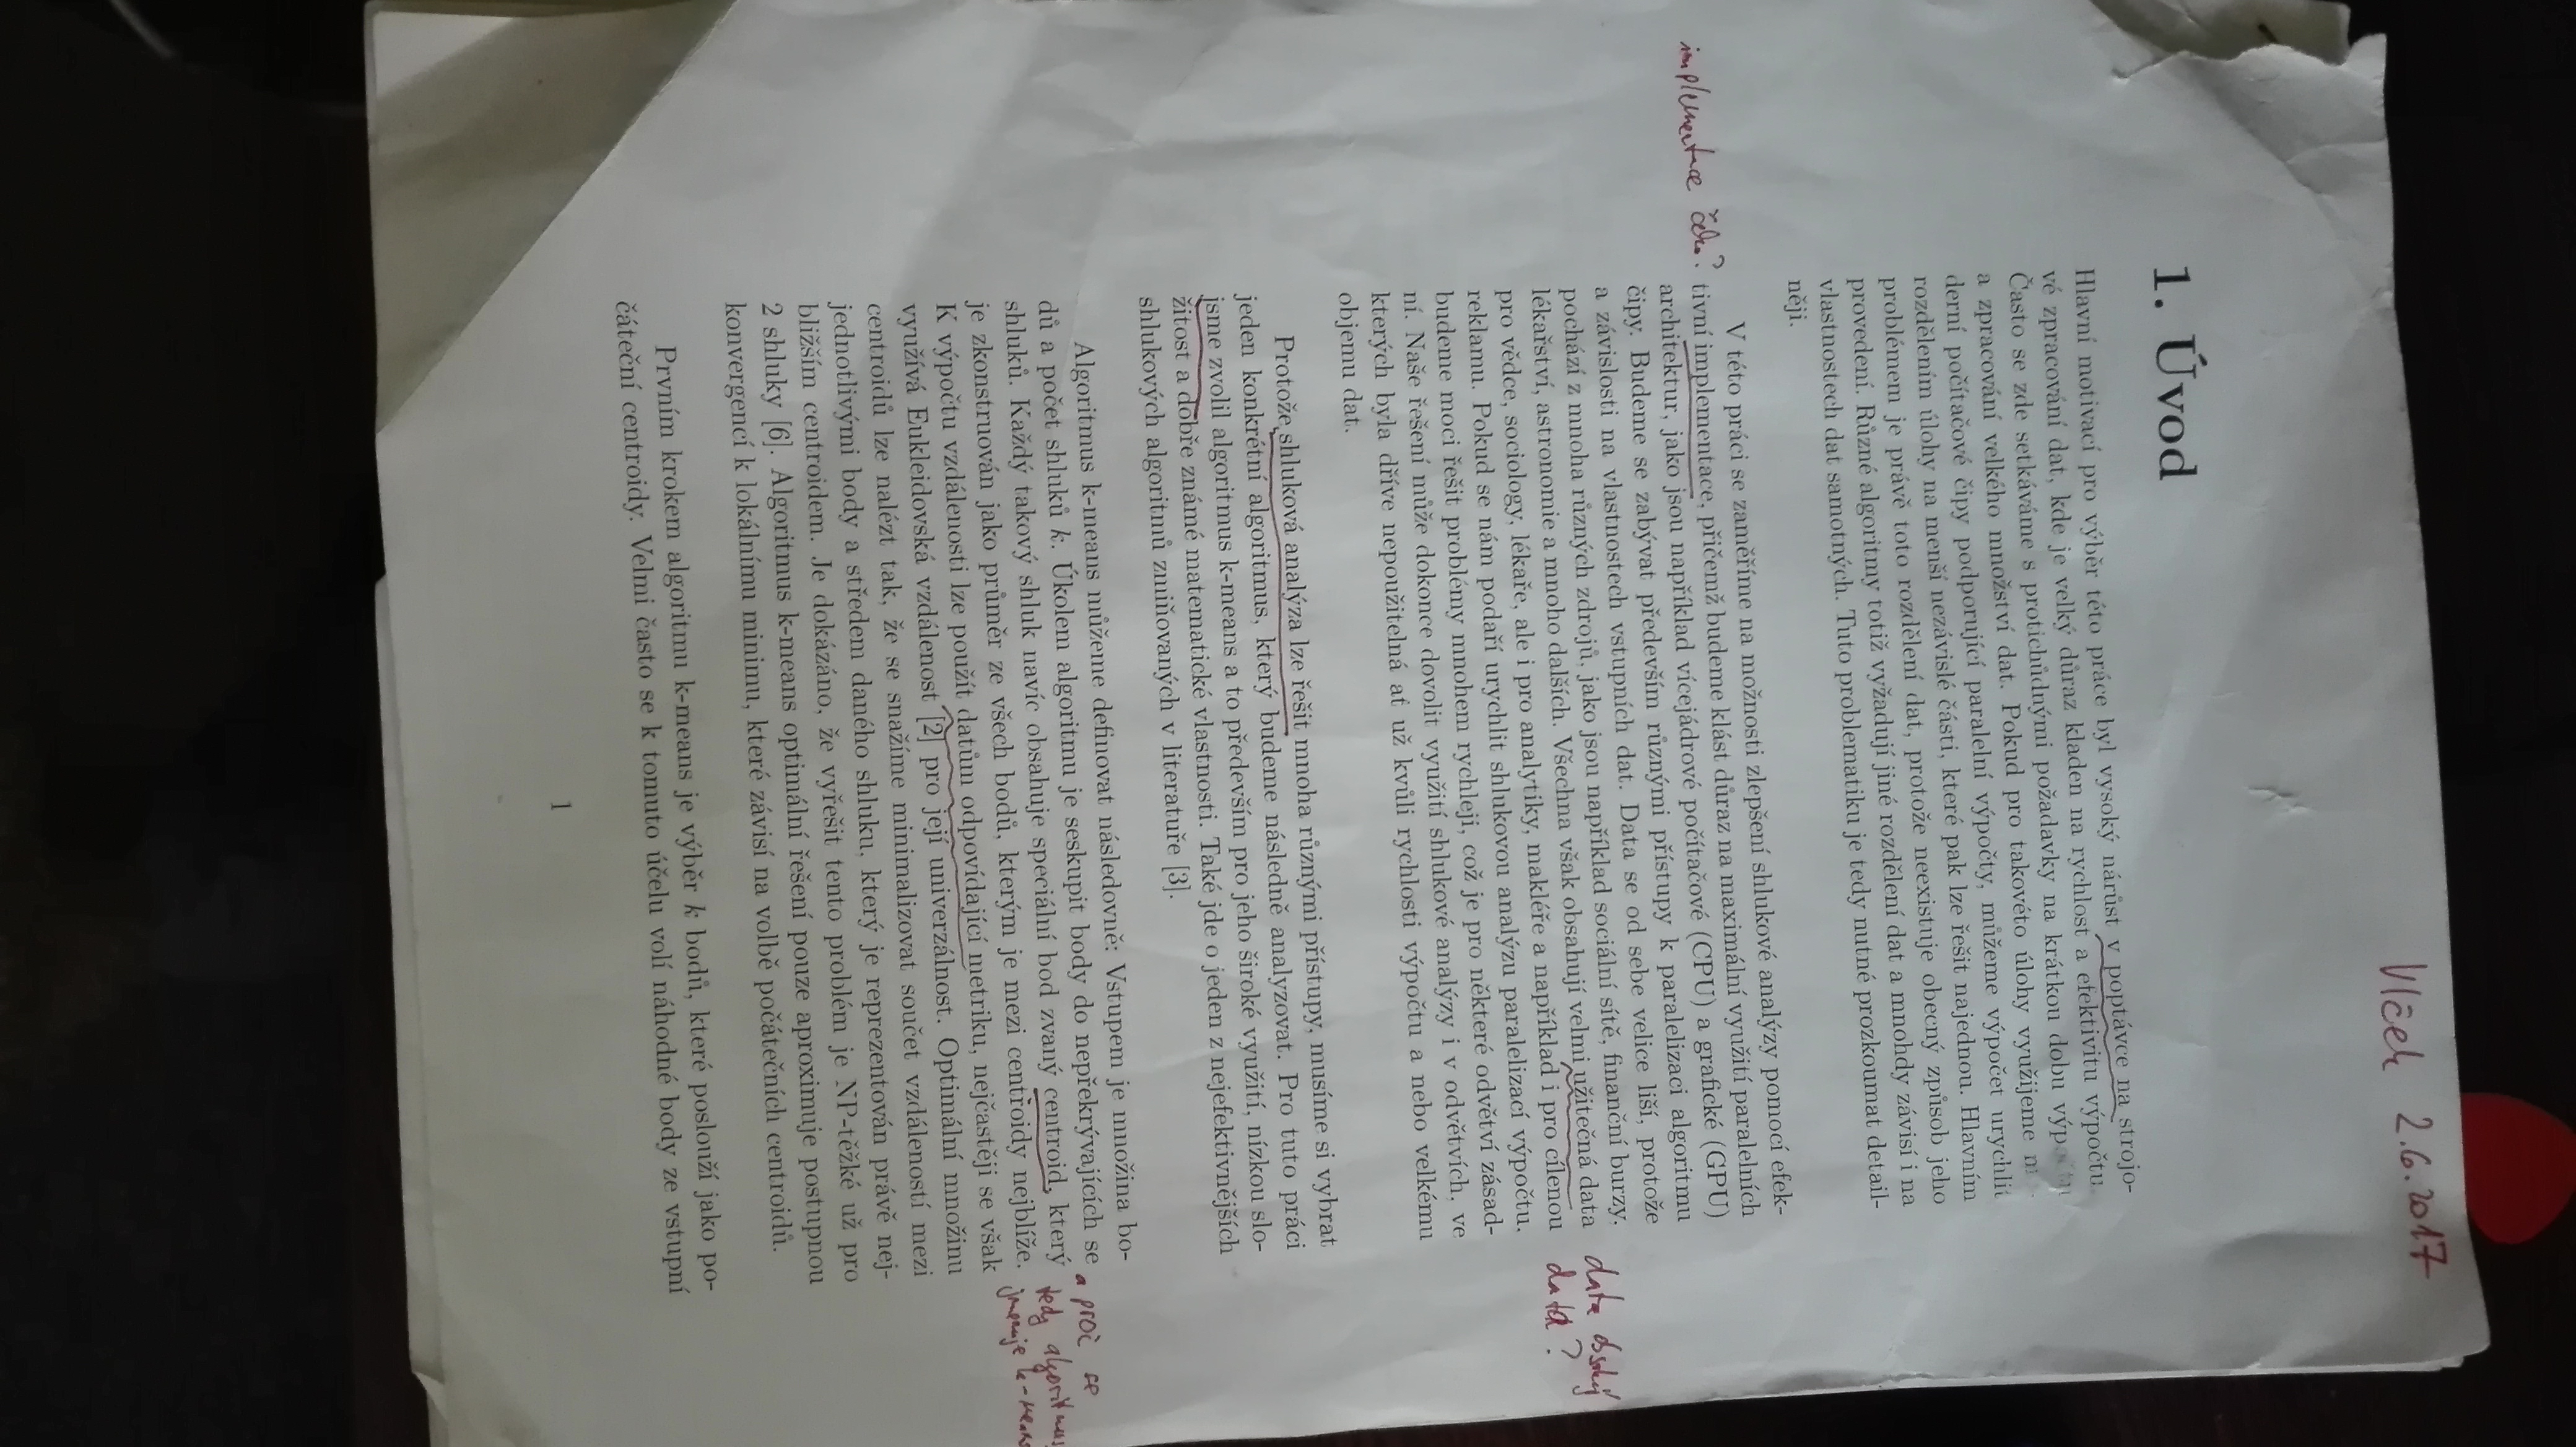 Vlček 2.6.2017
1. Úvod
Hlavní motivací pro výběr této práce byl vysoký nárůst v poptávce na strojo-
vé zpracování dat, kde je velký důraz kladen na rychlost a efektivitu výpočtu.
Často se zde setkáváme s protichůdnými požadavky na krátkou dobu
a zpracování velkého množství dat. Pokud pro takovéto úlohy využijeme
derní počítačové čipy podporující paralelní výpočty, můžeme výpočet urychlit
rozdělením úlohy na menší nezávislé části, které pak lze řešit najednou. Hlavním
problémem je právě toto rozdělení dat, protože neexistuje obecný způsob jeho
provedení. Různé algoritmy totiž vyžadují jiné rozdělení dat a mnohdy závisí i na
vlastnostech dat samotných. Tuto problematiku je tedy nutné prozkoumat detail-
něji.
V této práci se zaměříme na možnosti zlepšení shlukové analýzy pomocí efek-
implementace čeho?
tivní implementace, přičemž budeme klást důraz na maximální využití paralelních
architektur, jako jsou například vícejádrové počítačové (CPU) a grafické (GPU)
čipy. Budeme se zabývat především různými přístupy k paralelizaci algoritmu
a závislosti na vlastnostech vstupních dat. Data se od sebe velice liší, protože
pochází z mnoha různých zdrojů, jako jsou například sociální sítě, finanční burzy,
lékařství, astronomie a mnoho dalších. Všechna však obsahují velmi užitečná data
data obsahují
data?
pro vědce, sociology, lékaře, ale i pro analytiky, makléře a například i pro cílenou
reklamu. Pokud se nám podaří urychlit shlukovou analýzu paralelizací výpočtu,
budeme moci řešit problémy mnohem rychleji, což je pro některé odvětví zásad-
ní. Naše řešení může dokonce dovolit využití shlukové analýzy i v odvětvích, ve
kterých byla dříve nepoužitelná ať už kvůli rychlosti výpočtu a nebo velkému
objemu dat.
Protože shluková analýza lze řešit mnoha různými přístupy, musíme si vybrat
jeden konkrétní algoritmus, který budeme následně analyzovat. Pro tuto práci
jsme zvolil algoritmus k-means a to především pro jeho široké využití, nízkou slo-
žitost a dobře známé matematické vlastnosti. Také jde o jeden z nejefektivnějších
shlukových algoritmů zmiňovaných v literatuře [3].
Algoritmus k-means můžeme definovat následovně: Vstupem je množina bo-
dů a počet shluků k. Úkolem algoritmu je seskupit body do nepřekrývajících se
shluků. Každý takový shluk navíc obsahuje speciální bod zvaný centroid, který
a proč se
tedy algoritmus
jmenuje k-means
je zkonstruován jako průměr ze všech bodů, kterým je mezi centroidy nejblíže.
K výpočtu vzdálenosti lze použít datům odpovídající metriku, nejčastěji se však
využívá Eukleidovská vzdálenost [2] pro její univerzálnost. Optimální množinu
centroidů lze nalézt tak, že se snažíme minimalizovat součet vzdáleností mezi
jednotlivými body a středem daného shluku, který je reprezentován právě nej-
bližším centroidem. Je dokázáno, že vyřešit tento problém je NP-těžké už pro
2 shluky [6]. Algoritmus k-means optimální řešení pouze aproximuje postupnou
konvergencí k lokálnímu minimu, které závisí na volbě počátečních centroidů.
Prvním krokem algoritmu k-means je výběr k bodů, které poslouží jako po-
čáteční centroidy. Velmi často se k tomuto účelu volí náhodné body ze vstupní
1